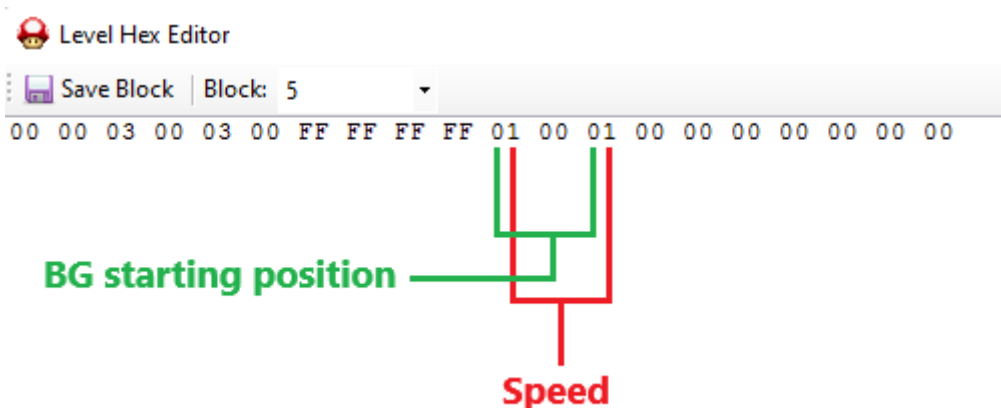 Level Hex Editor
Save Block Block: 5
00 00 03 00 03 00 FF FF FF FF 01 00 01 00 00 00 00 00 00 00
BG starting position
Speed